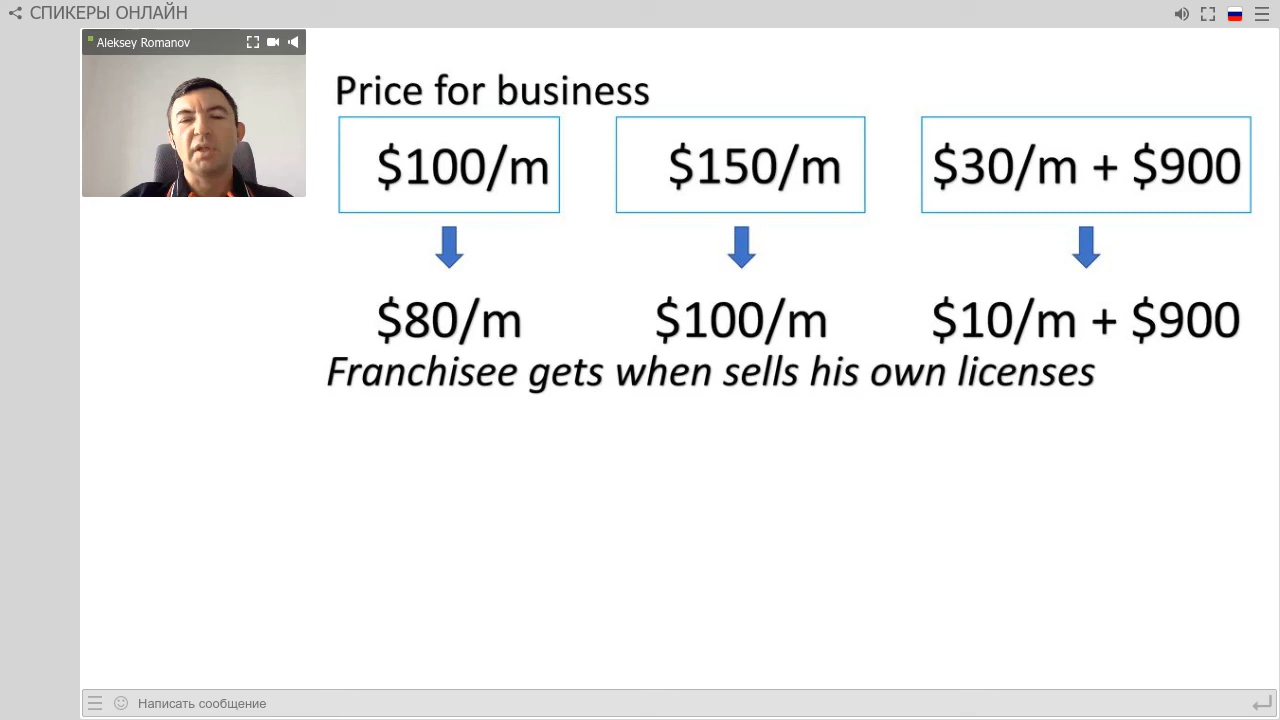 СПИКЕРЫ ОНЛАЙН
Aleksey Romanov
Price for business
$100/m $150/m $30/m + $900
$80/m $100/m $10/m + $900
Franchisee gets when sells his own licenses
Написать сообщение